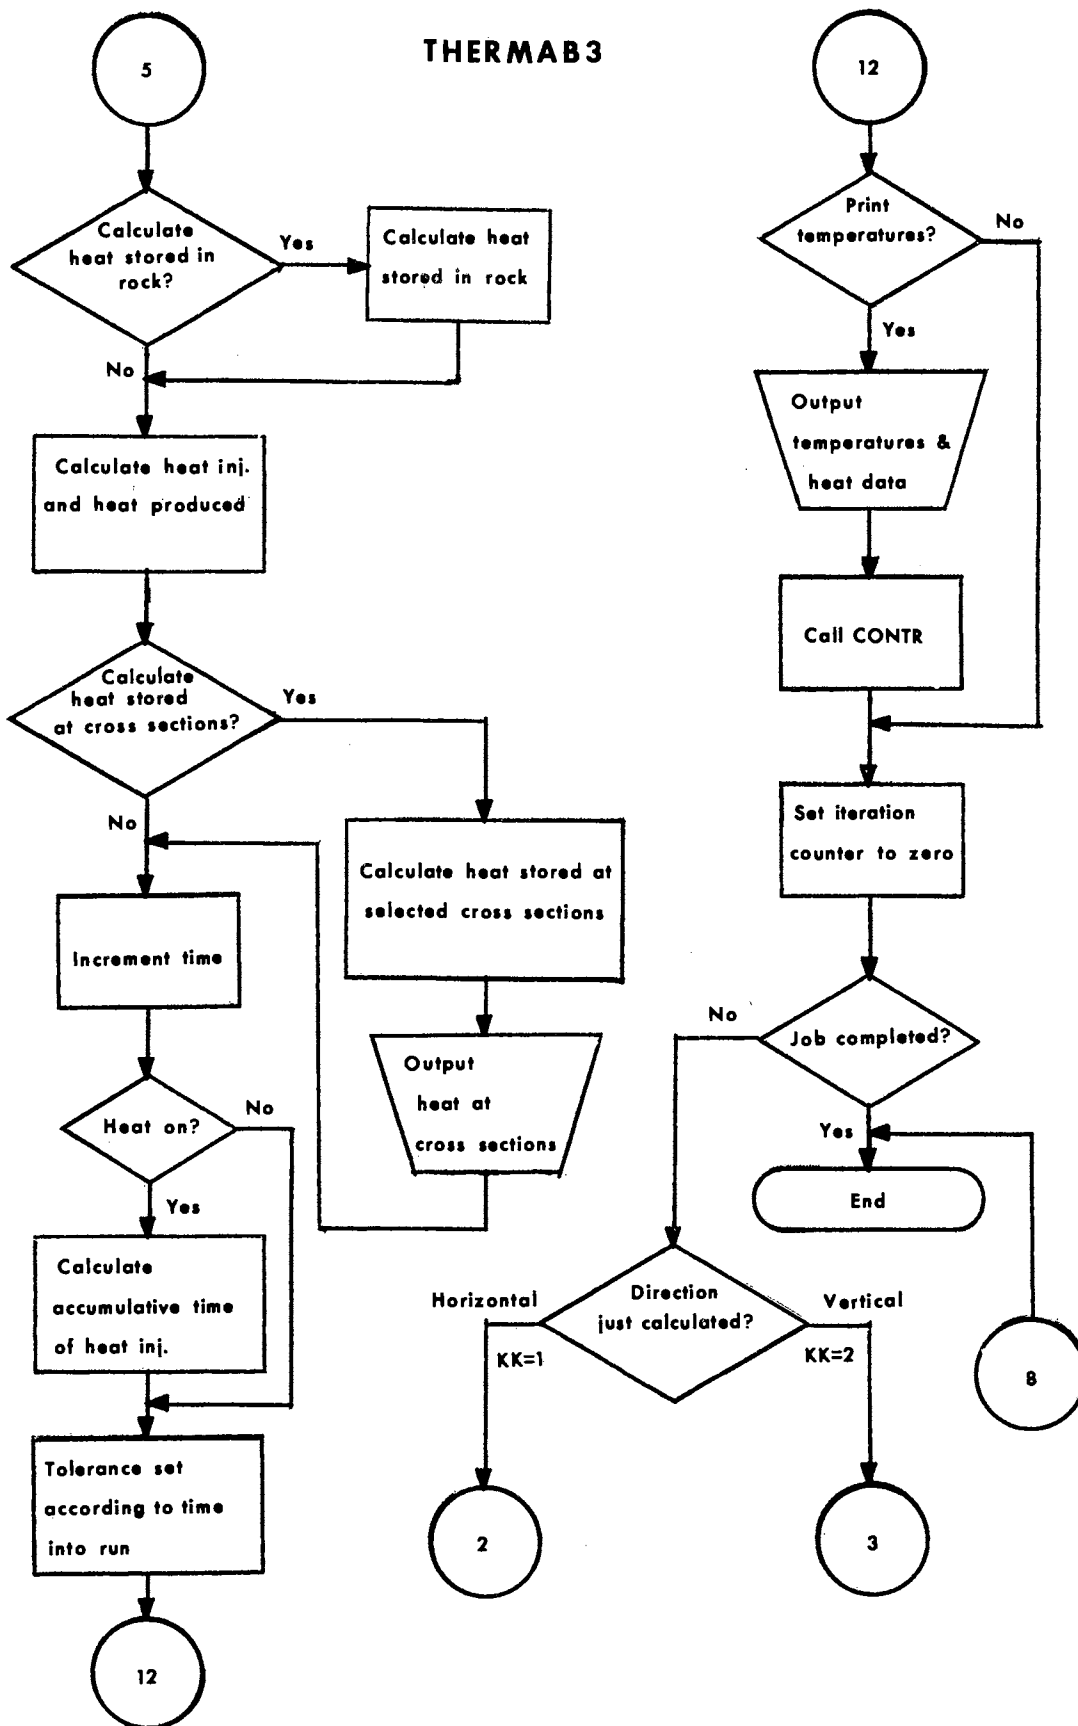 THERMAB3
5
Calculate
heat stored in
rock?
Yes
Calculate heat
stored in rock
No
Calculate heat inj.
and heat produced
Calculate
heat stored
at cross sections?
Yes
No
Calculate heat stored at
selected cross sections
Output
heat at
cross sections
Increment time
Heat on?
No
Yes
Calculate
accumulative time
of heat inj.
Tolerance set
according to time
into run
12
12
Print
temperatures?
No
Yes
Output
temperatures &
heat data
Call CONTR
Set iteration
counter to zero
Job completed?
No
Yes
End
8
Direction
just calculated?
Horizontal
KK=1
Vertical
KK=2
2
3